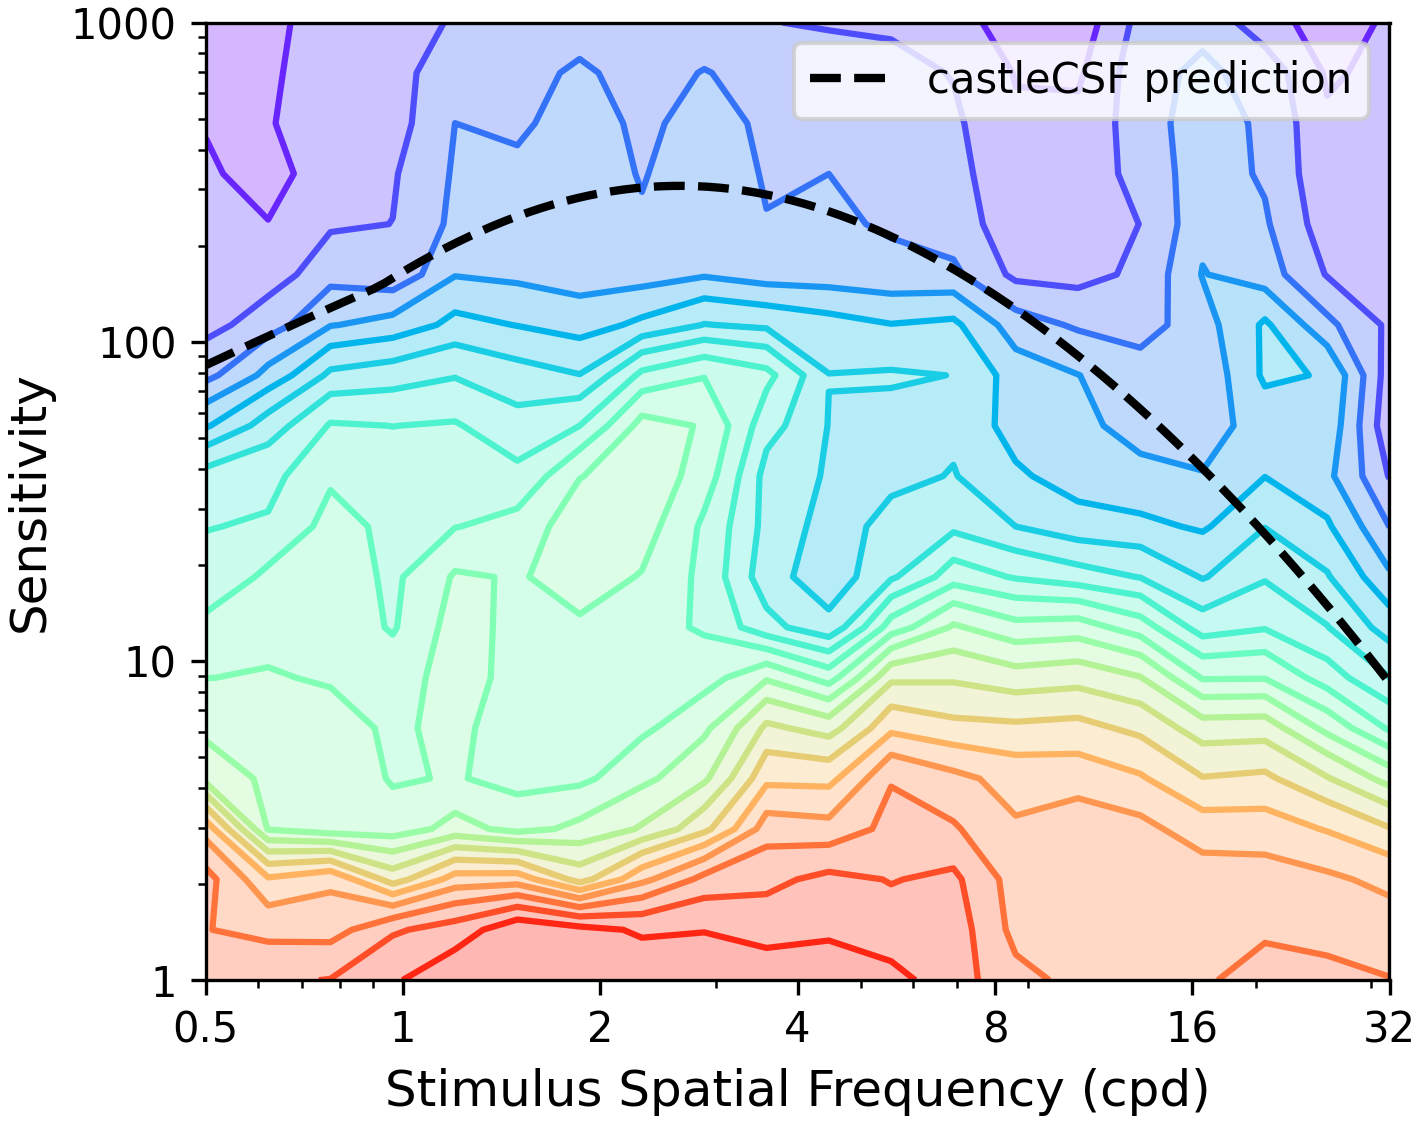 1000
castleCSF prediction
100
Sensitivity
10
1
0.5 1 2 4 8 16 32
Stimulus Spatial Frequency (cpd)